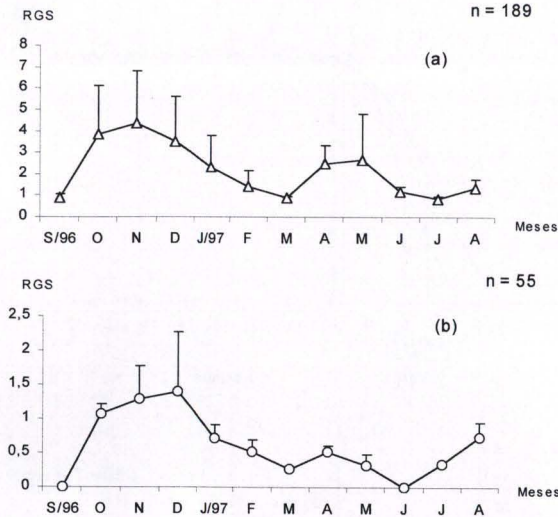 RGS
n = 189
(a)
8
7
6
5
4
3
2
1
0
S/96 O N D J/97 F M A M J J A
Meses
RGS
n = 55
(b)
2,5
2
1,5
1
0,5
0
S/96 O N D J/97 F M A M J J A
Meses